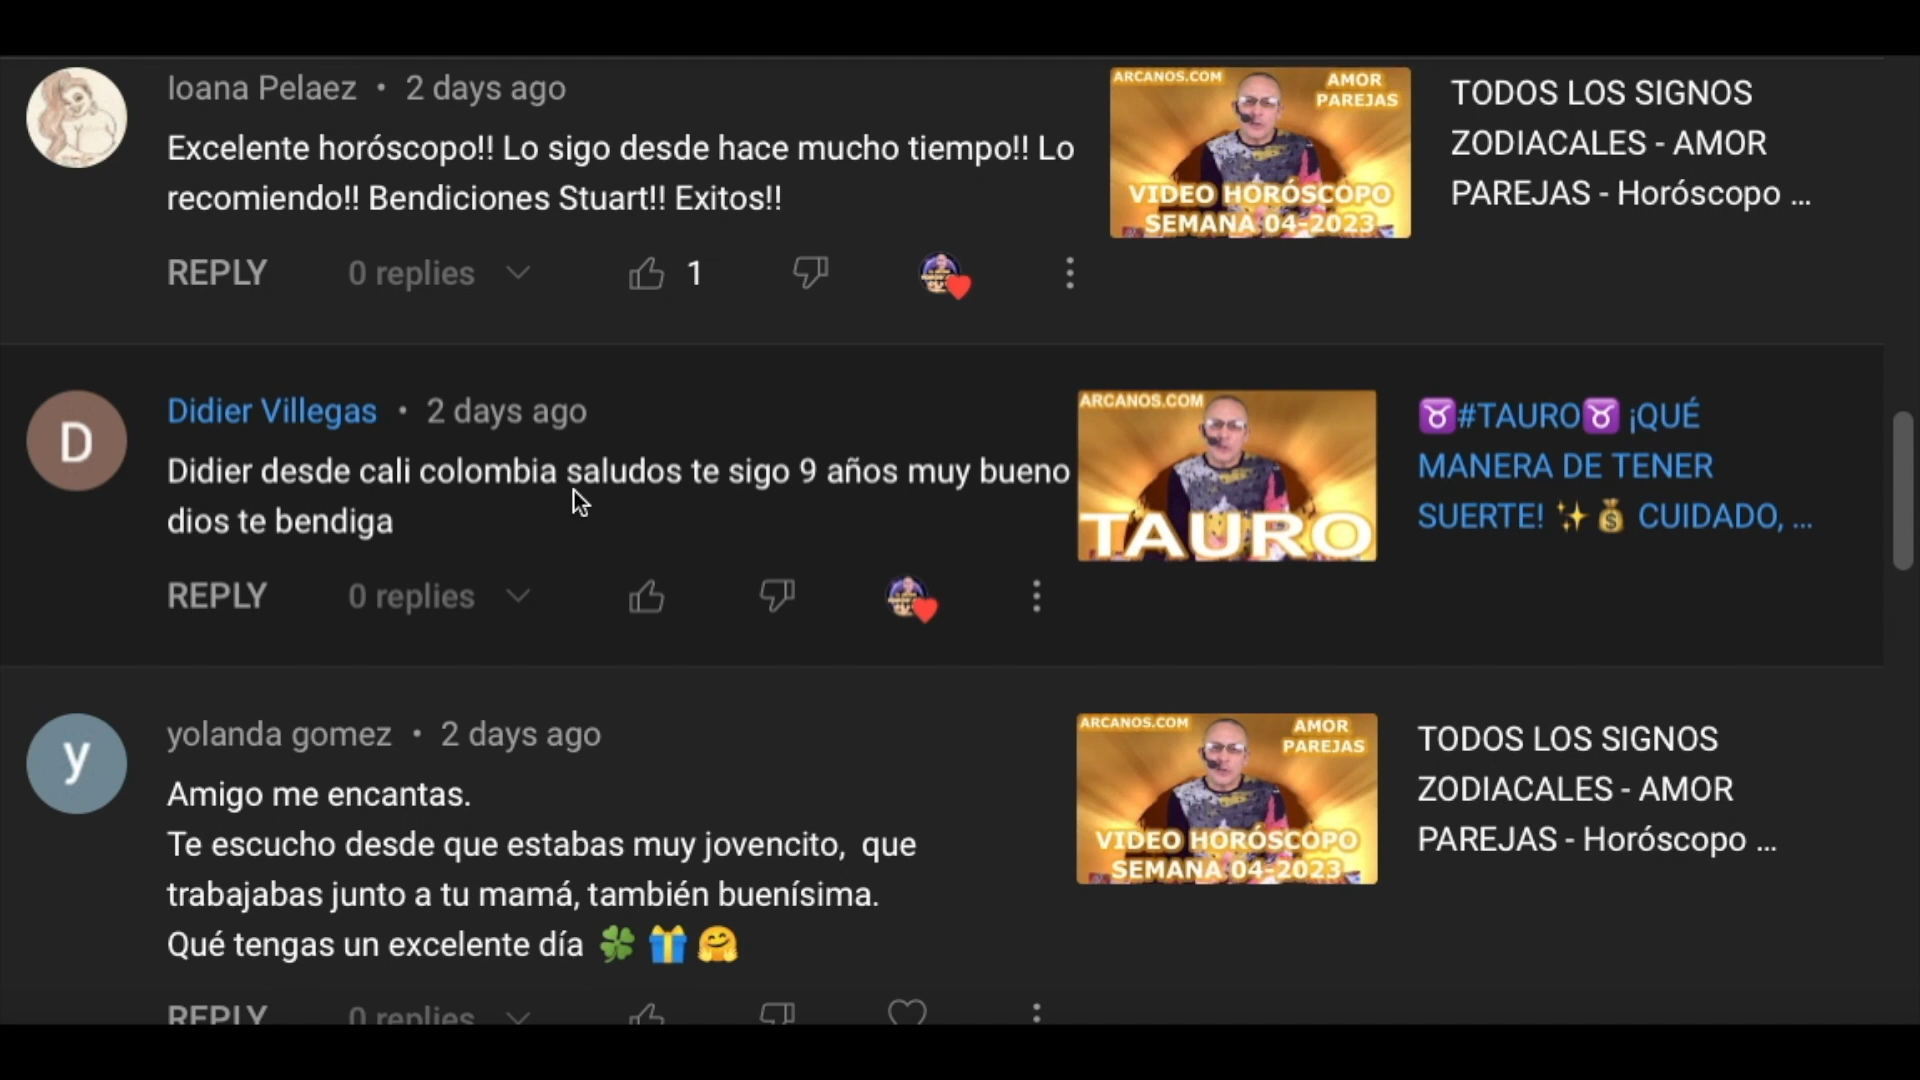 Ioana Pelaez • 2 days ago
Excelente horóscopo!! Lo sigo desde hace mucho tiempo!! Lo
recomiendo!! Bendiciones Stuart!! Exitos!!
REPLY 0 replies 1
ARCANOS.COM
AMOR
PAREJAS
VIDEO HORÓSCOPO
SEMANA 04-2023
TODOS LOS SIGNOS
ZODIACALES - AMOR
PAREJAS - Horóscopo ...
D
Didier Villegas • 2 days ago
Didier desde cali colombia saludos te sigo 9 años muy bueno
dios te bendiga
REPLY 0 replies
ARCANOS.COM
TAURO
♉#TAURO♉ ¡QUÉ
MANERA DE TENER
SUERTE! ✨💰 CUIDADO, ...
y
yolanda gomez • 2 days ago
Amigo me encantas.
Te escucho desde que estabas muy jovencito,  que
trabajabas junto a tu mamá, también buenísima.
Qué tengas un excelente día 🍀 🎁 🤗
REPLY 0 replies
ARCANOS.COM
AMOR
PAREJAS
VIDEO HORÓSCOPO
SEMANA 04-2023
TODOS LOS SIGNOS
ZODIACALES - AMOR
PAREJAS - Horóscopo ...